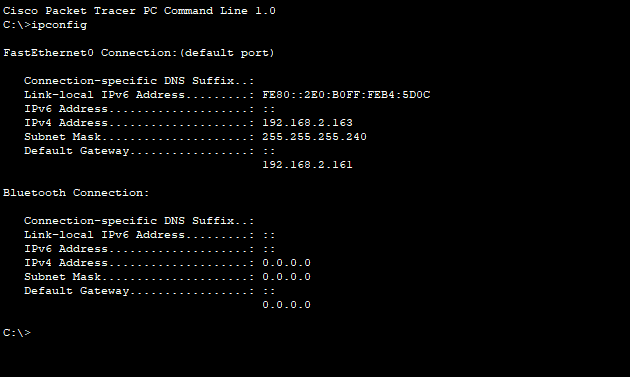 Cisco Packet Tracer PC Command Line 1.0
C:\>ipconfig
FastEthernet0 Connection:(default port)
Connection-specific DNS Suffix..:
Link-local IPv6 Address.........: FE80::2E0:B0FF:FEB4:5D0C
IPv6 Address....................: ::
IPv4 Address....................: 192.168.2.163
Subnet Mask.....................: 255.255.255.240
Default Gateway.................: ::
192.168.2.161
Bluetooth Connection:
Connection-specific DNS Suffix..:
Link-local IPv6 Address.........: ::
IPv6 Address....................: ::
IPv4 Address....................: 0.0.0.0
Subnet Mask.....................: 0.0.0.0
Default Gateway.................: ::
0.0.0.0
C:\>